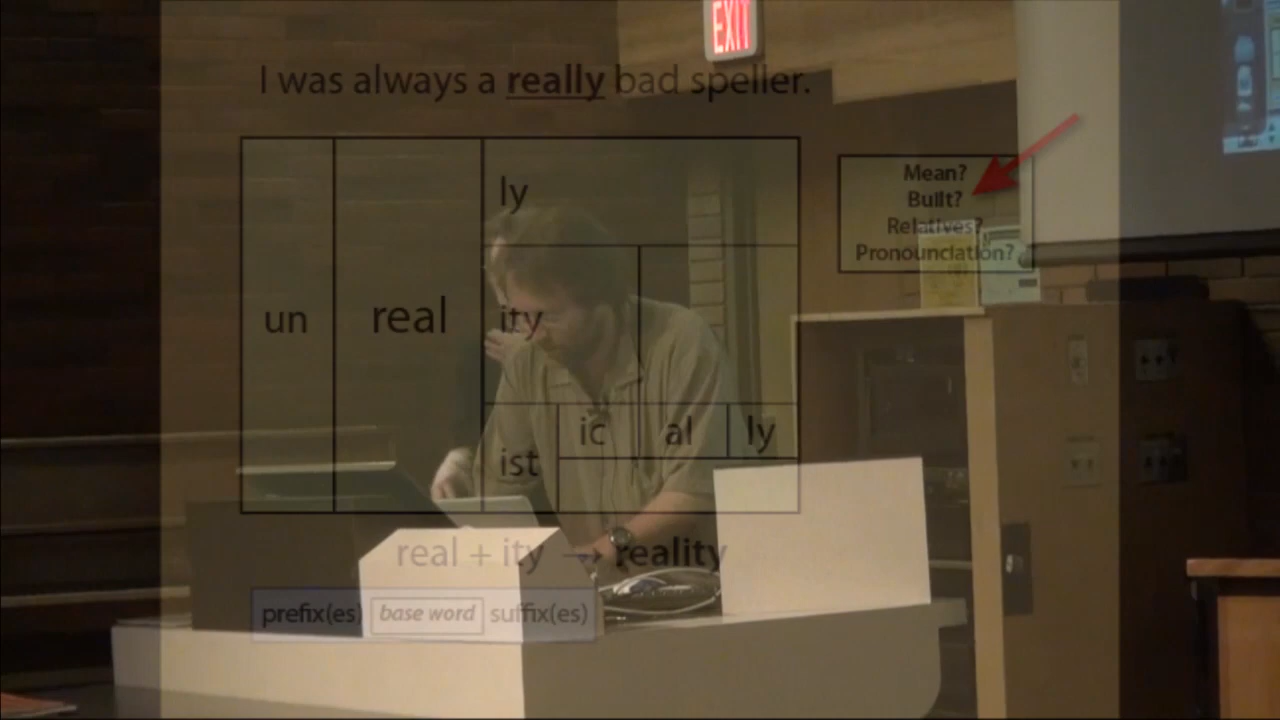 EXIT
I was always a really bad speller.
ly
Mean?
Built?
Relatives?
Pronounciation?
un
real
ity
ic
al
ly
ist
real + ity → reality
prefix(es) base word suffix(es)